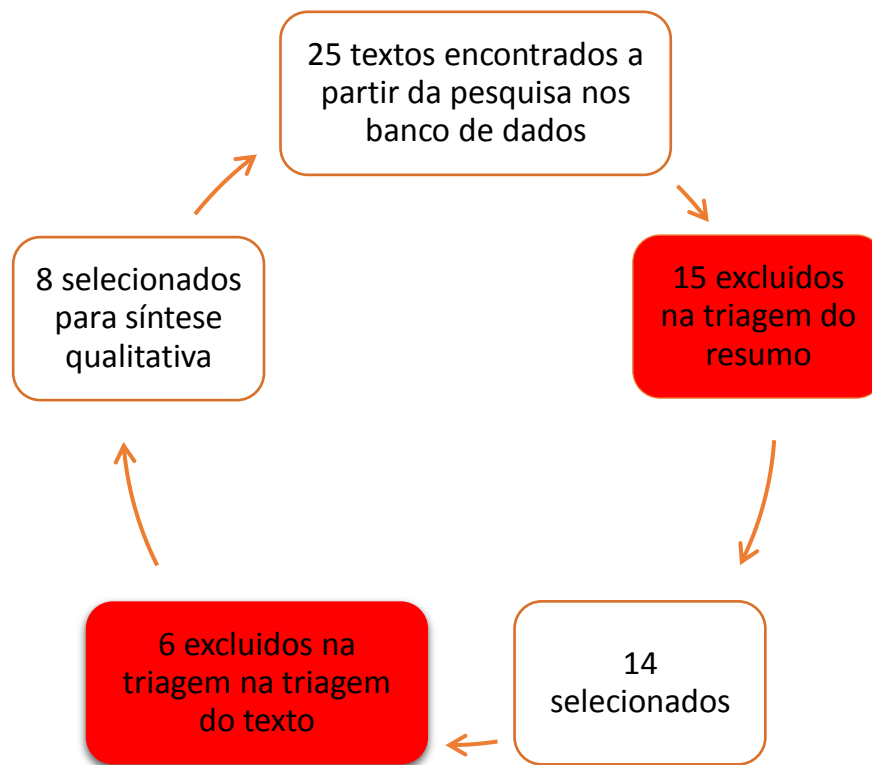 25 textos encontrados a
partir da pesquisa nos
banco de dados
15 excluidos
na triagem do
resumo
14
selecionados
6 excluidos na
triagem na triagem
do texto
8 selecionados
para síntese
qualitativa